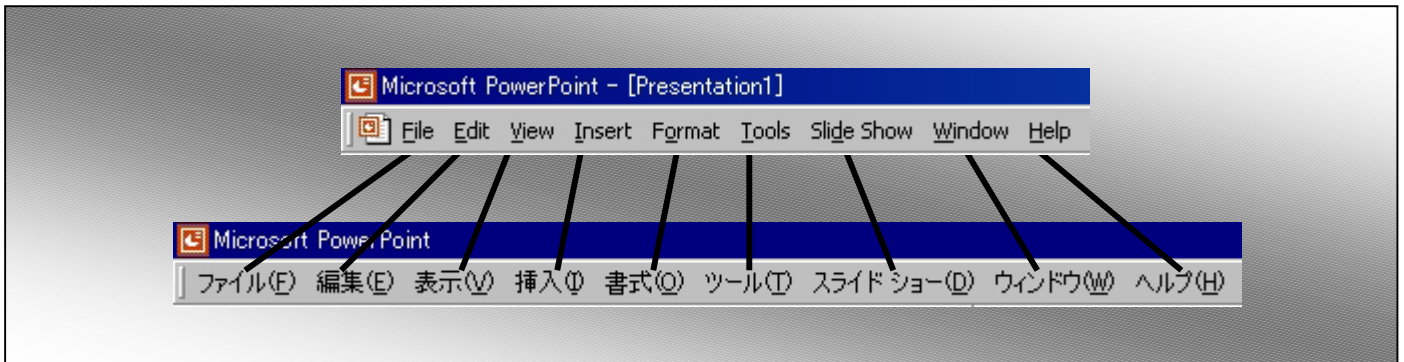 Microsoft PowerPoint - [Presentation1]
File Edit View Insert Format Tools Slide Show Window Help
Microsoft PowerPoint
ファイル(F) 編集(E) 表示(V) 挿入(I) 書式(O) ツール(T) スライド ショー(D) ウィンドウ(W) ヘルプ(H)